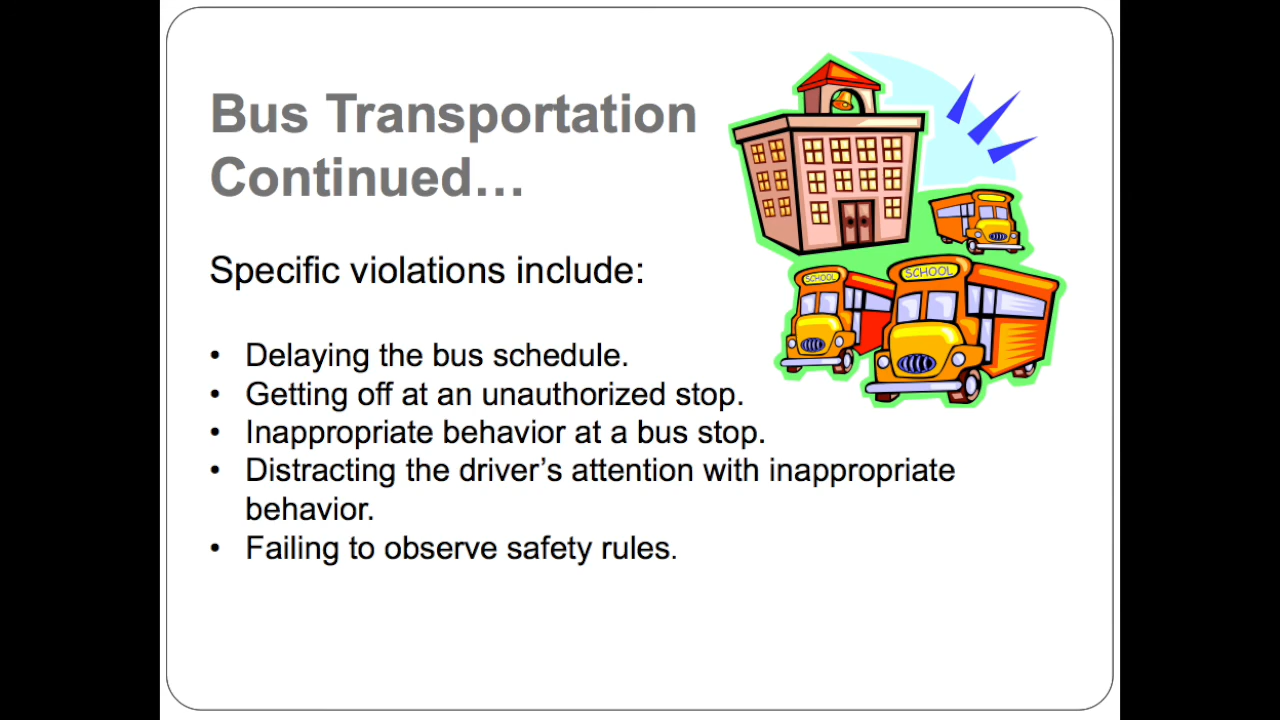 Bus Transportation
Continued…
Specific violations include:
• Delaying the bus schedule.
• Getting off at an unauthorized stop.
• Inappropriate behavior at a bus stop.
• Distracting the driver’s attention with inappropriate
behavior.
• Failing to observe safety rules.
SCHOOL
SCHOOL